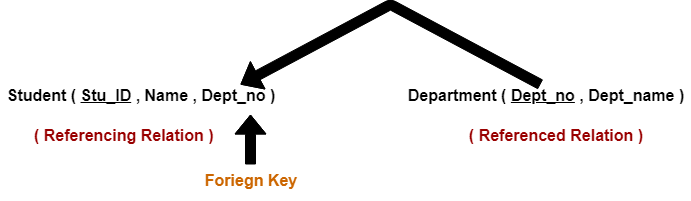 Student ( Stu_ID , Name , Dept_no )
Department ( Dept_no , Dept_name )
( Referencing Relation )
( Referenced Relation )
Foriegn Key